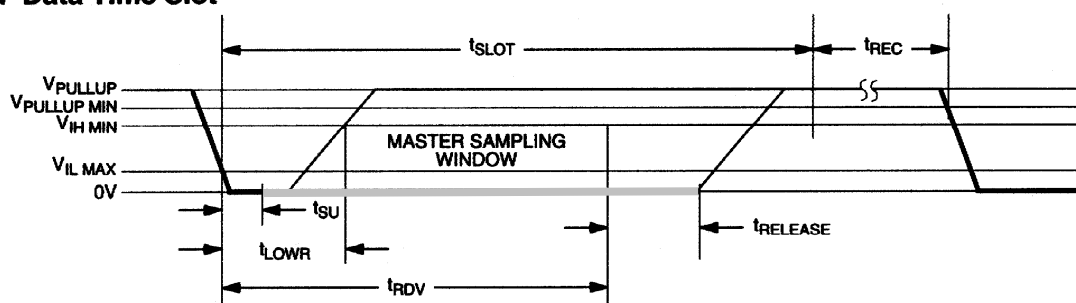 Data Time Slot
tSLOT
tREC
VPULLUP
VPULLUP MIN
VIH MIN
MASTER SAMPLING
WINDOW
VIL MAX
0V
tSU
tRELEASE
tLOWR
tRDV